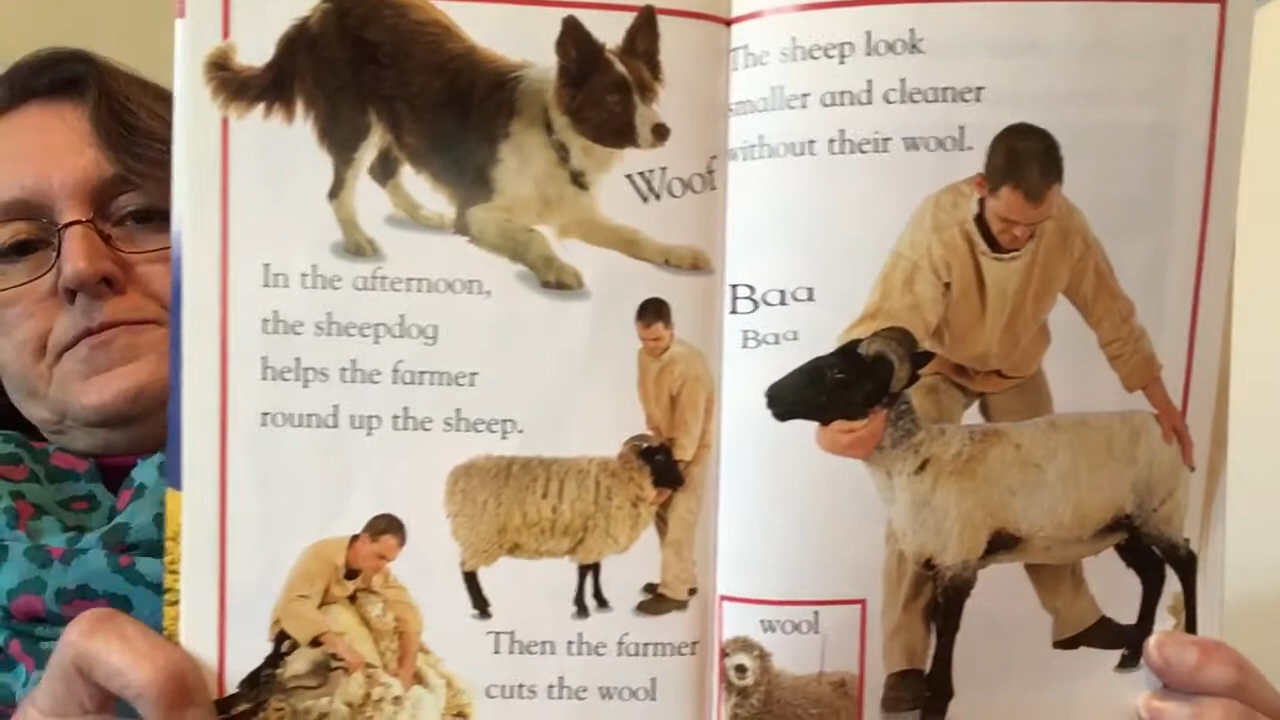 Woof
In the afternoon,
the sheepdog
helps the farmer
round up the sheep.
Then the farmer
cuts the wool
The sheep look
smaller and cleaner
without their wool.
Baa
Baa
wool